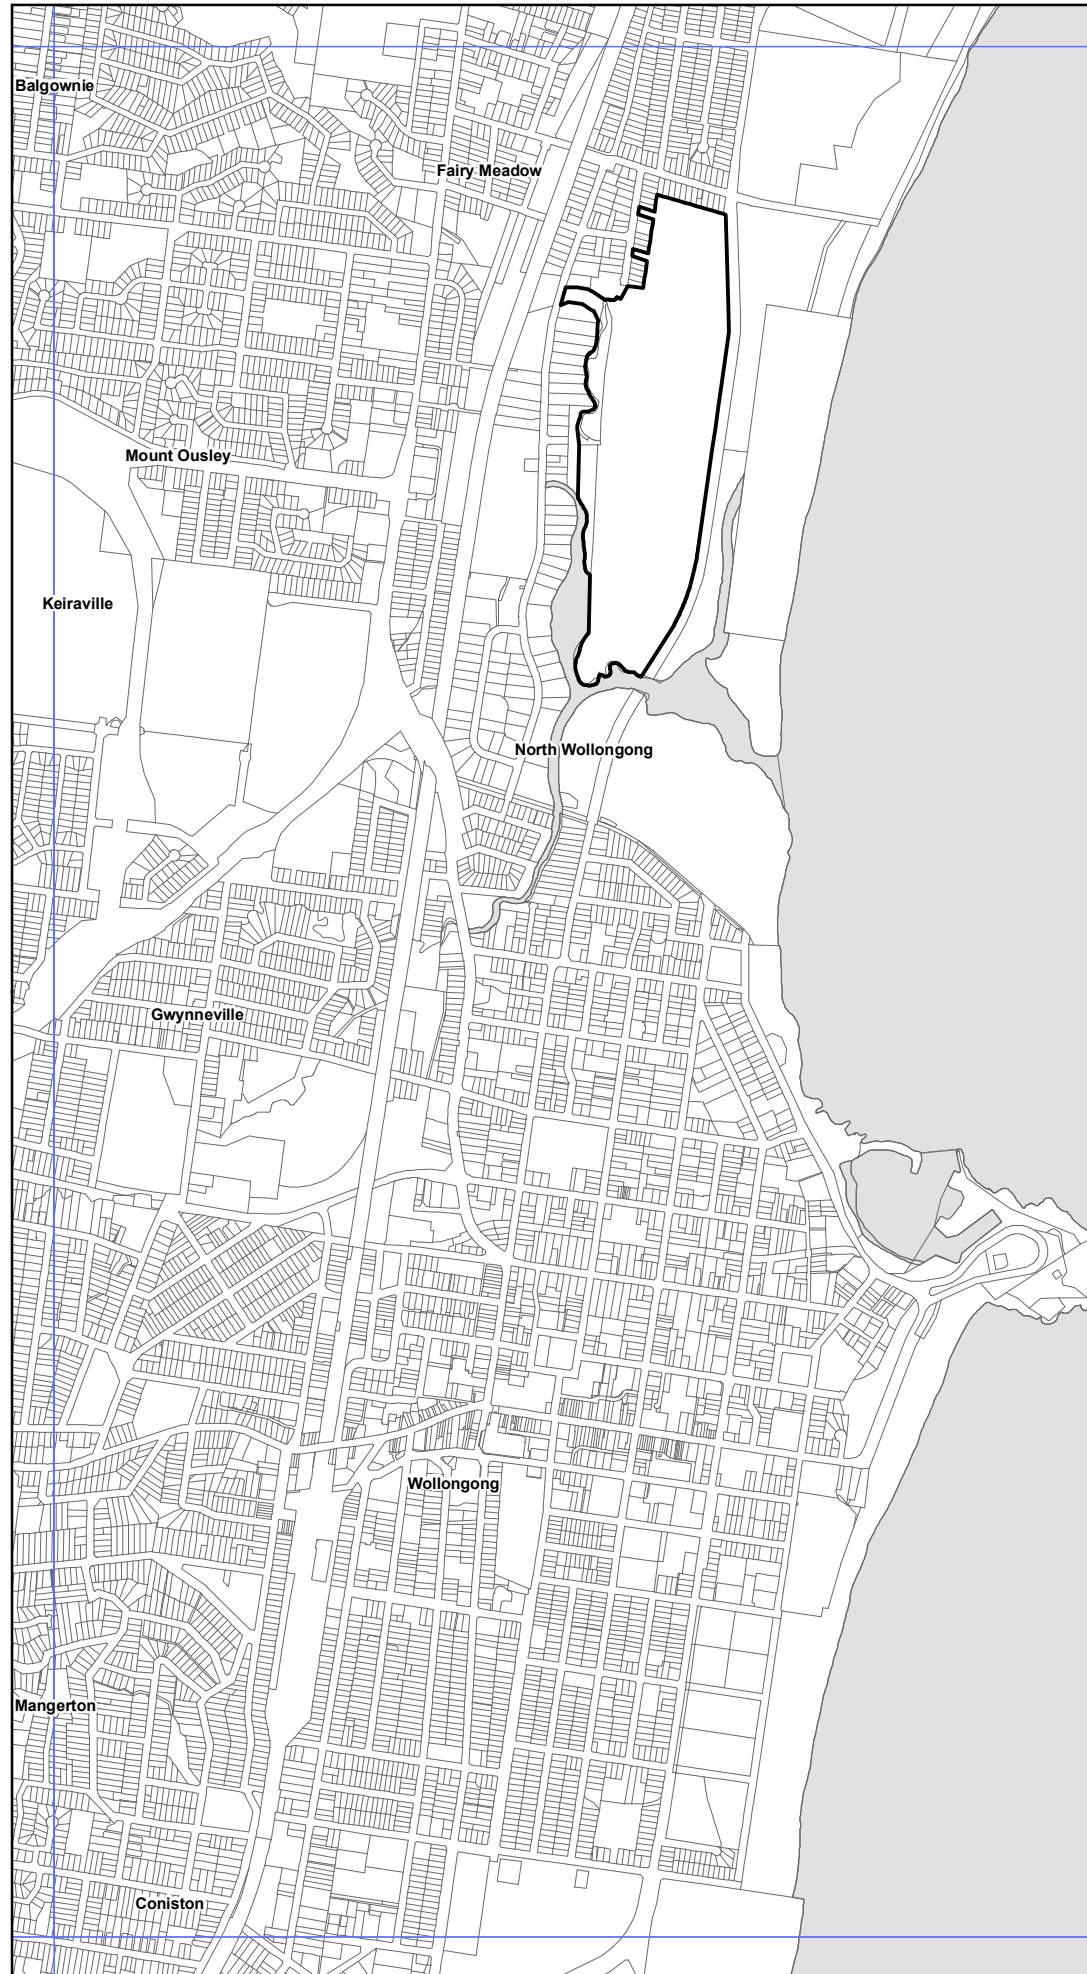 Balgownie
Fairy Meadow
Mount Ousley
Keiraville
North Wollongong
Gwynneville
Wollongong
Mangerton
Coniston